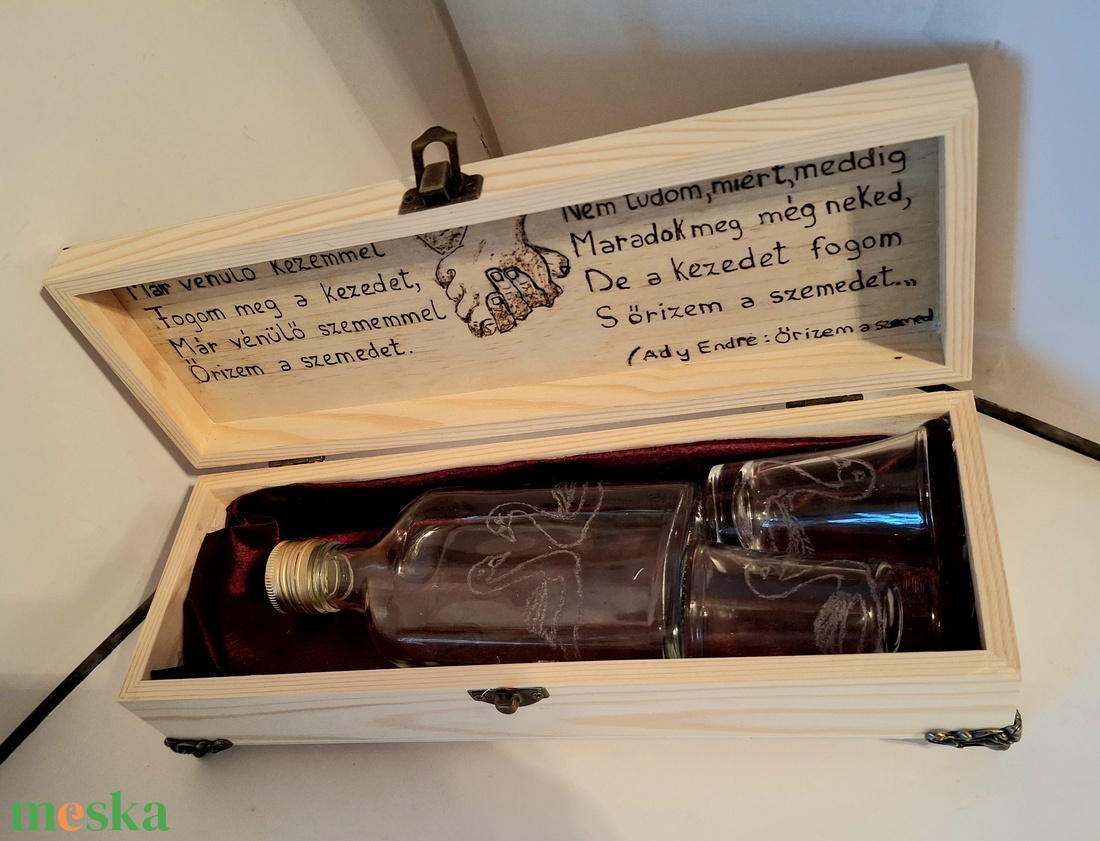 Már vénülő kezemmel
Fogom meg a kezedet,
Már vénülő szememmel
Őrizem a szemedet.
Nem tudom, miért, meddig
Maradok meg még neked,
De a kezedet fogom
S őrizem a szemedet...„
(Ady Endre: Őrizem a szemed
meska